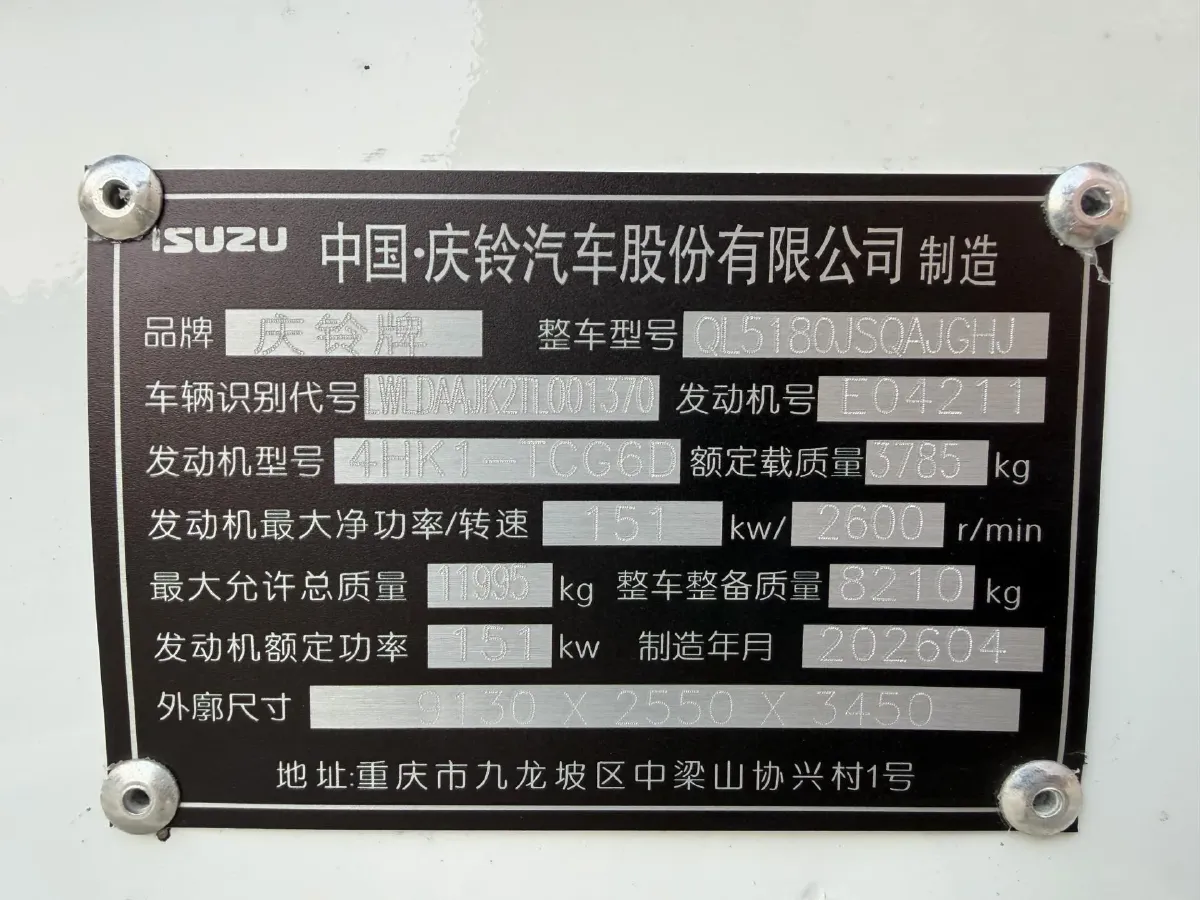 ISUZU 中国·庆铃汽车股份有限公司 制造
品牌 庆铃牌 整车型号 QL5180JSQAJGHJ
车辆识别代号 LWLDAAJK2TL001370 发动机号 E04211
发动机型号 4HK1-TCG6D 额定载质量 3785 kg
发动机最大净功率/转速 151 kw/ 2600 r/min
最大允许总质量 11995 kg 整车整备质量 8210 kg
发动机额定功率 151 kw 制造年月 202604
外廓尺寸 9130 X 2550 X 3450
地址:重庆市九龙坡区中梁山协兴村1号